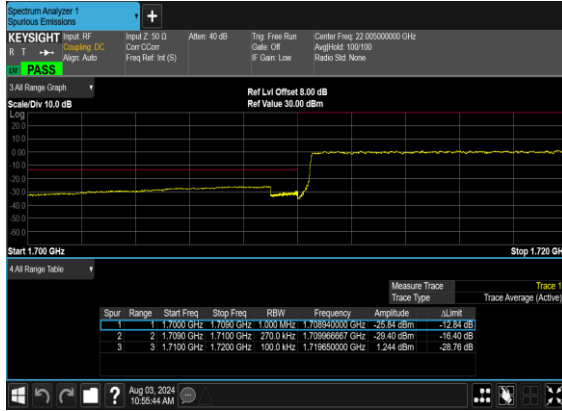 Spectrum Analyzer 1
Spurious Emissions
+
KEYSIGHT Input: RF Input Z: 50 Ω Atten: 40 dB Trig: Free Run Center Freq: 22.005000000 GHz
R T Coupling: DC Corr CCorr Gate: Off Avg|Hold: 100/100
Align: Auto Freq Ref: Int (S) IF Gain: Low Radio Std: None
PASS
3 All Range Graph Ref Lvl Offset 8.00 dB
Scale/Div 10.0 dB Ref Value 30.00 dBm
Log
20.0
10.0
0.00
-10.0
-20.0
-30.0
-40.0
-50.0
-60.0
Start 1.700 GHz Stop 1.720 GH
4 All Range Table
Measure Trace Trace 1
Trace Type Trace Average (Active)
Spur Range Start Freq Stop Freq RBW Frequency Amplitude ΔLimit
1 1 1.7000 GHz 1.7090 GHz 1.000 MHz 1.708940000 GHz -25.84 dBm -12.84 dB
2 2 1.7090 GHz 1.7100 GHz 270.0 kHz 1.709966667 GHz -29.40 dBm -16.40 dB
3 3 1.7100 GHz 1.7200 GHz 100.0 kHz 1.719650000 GHz 1.244 dBm -28.76 dB
? Aug 03, 2024
10:55:44 AM